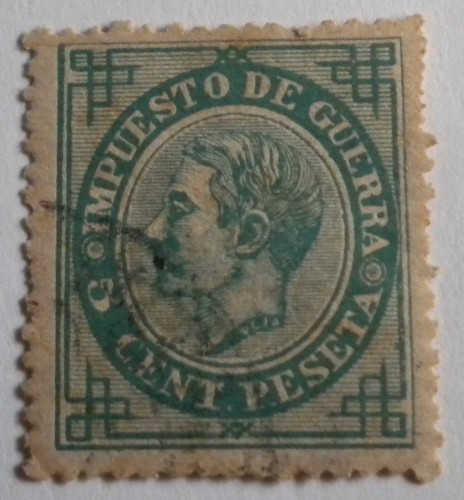 IMPUESTO DE GUERRA
5 CENT PESETA